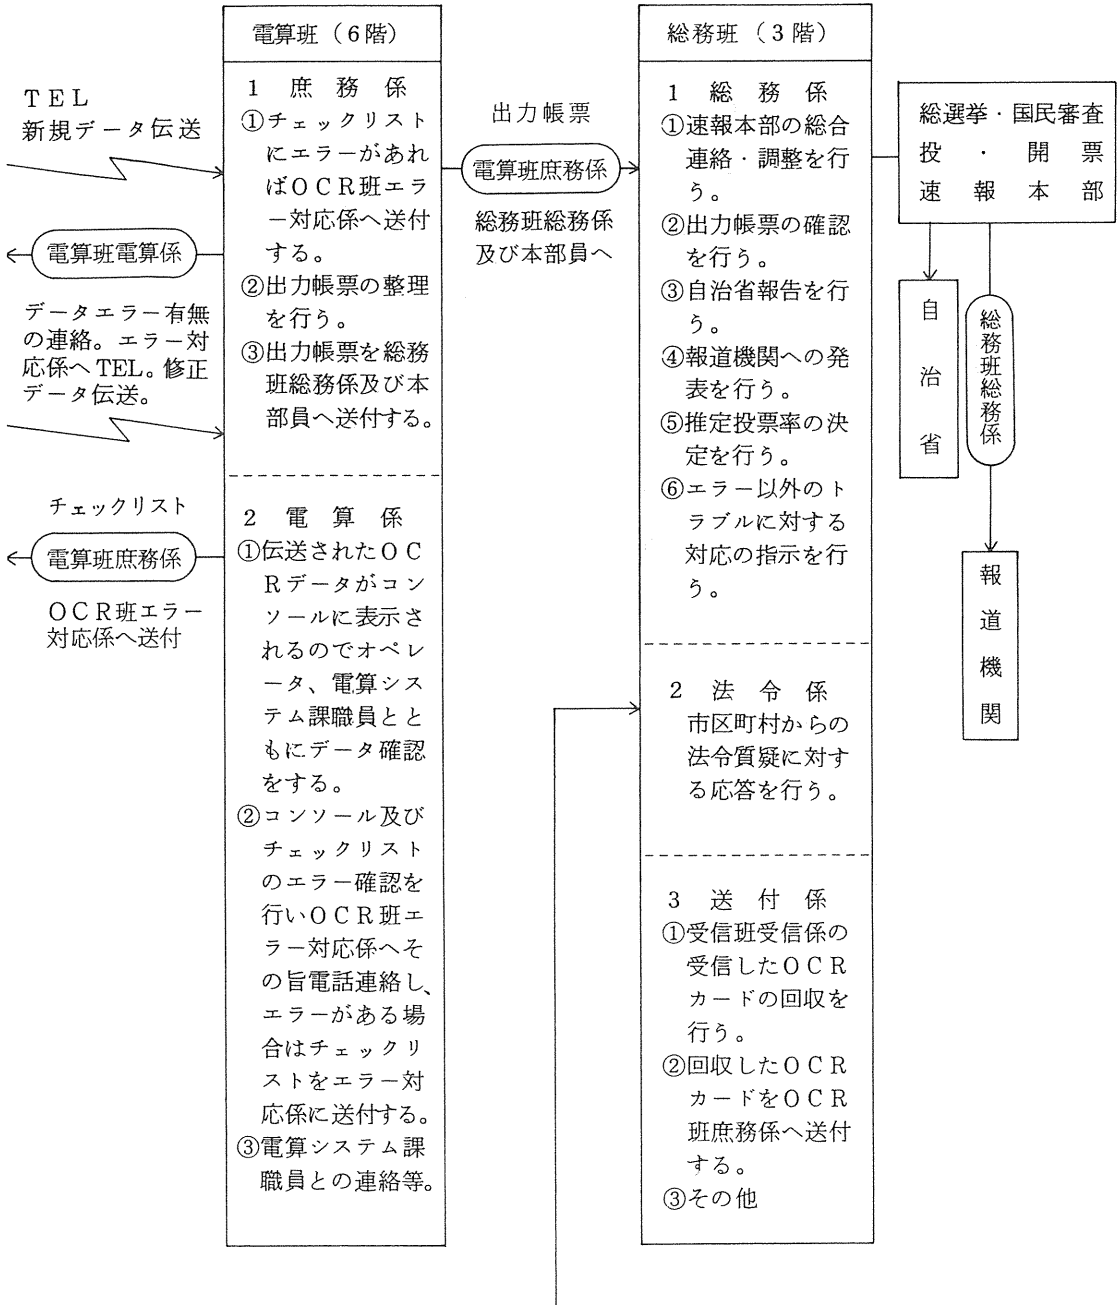 TEL
新規データ伝送
電算班電算係
データエラー有無
の連絡。エラー対
応係へTEL。修正
データ伝送。
チェックリスト
電算班庶務係
OCR班エラー
対応係へ送付
電算班(6階)
1 庶務係
①チェックリスト
にエラーがあれ
ばOCR班エラ
ー対応係へ送付
する。
②出力帳票の整理
を行う。
③出力帳票を総務
班総務係及び本
部員へ送付する。
2 電算係
①伝送されたOC
Rデータがコン
ソールに表示さ
れるのでオペレ
ータ、電算シス
テム課職員とと
もにデータ確認
をする。
②コンソール及び
チェックリスト
のエラー確認を
行いOCR班エ
ラー対応係へそ
の旨電話連絡し、
エラーがある場
合はチェックリ
ストをエラー対
応係に送付する。
③電算システム課
職員との連絡等。
出力帳票
電算班庶務係
総務班総務係
及び本部員へ
総務班(3階)
1 総務係
①速報本部の総合
連絡・調整を行
う。
②出力帳票の確認
を行う。
③自治省報告を行
う。
④報道機関への発
表を行う。
⑤推定投票率の決
定を行う。
⑥エラー以外のト
ラブルに対する
対応の指示を行
う。
2 法令係
市区町村からの
法令質疑に対す
る応答を行う。
3 送付係
①受信班受信係の
受信したOCR
カードの回収を
行う。
②回収したOCR
カードをOCR
班庶務係へ送付
する。
③その他
総選挙・国民審査
投・開票
速報本部
自治省
総務班総務係
報道機関